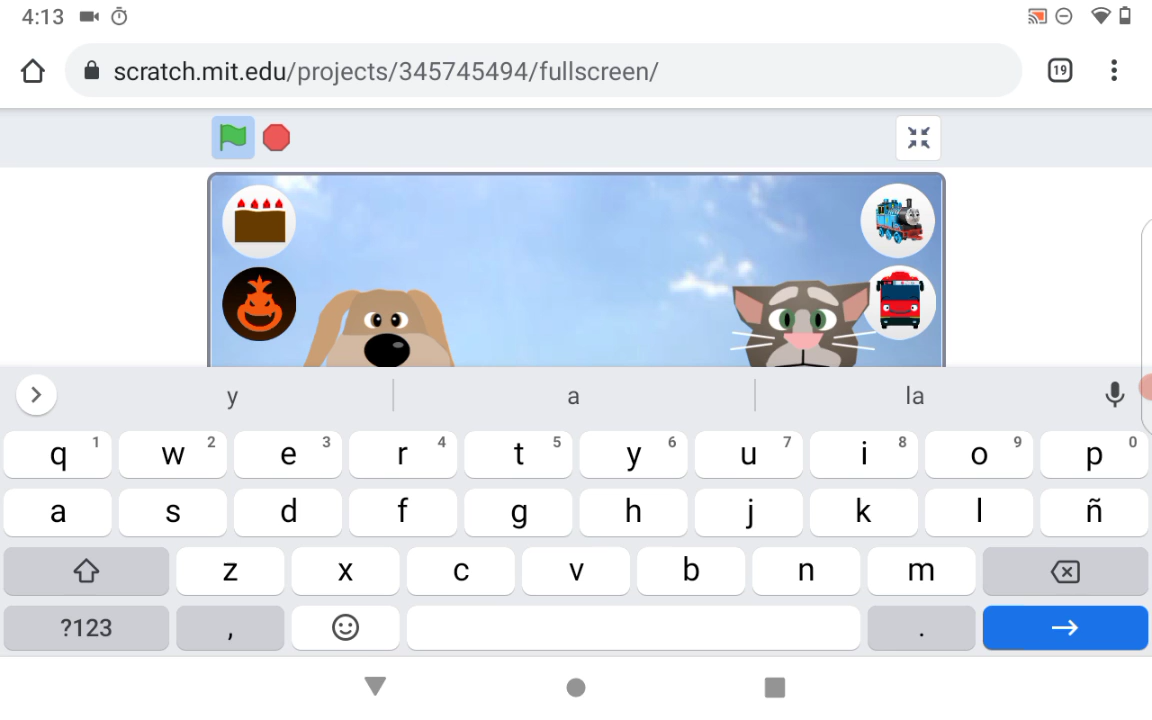 4:13
scratch.mit.edu/projects/345745494/fullscreen/
19
y a la
q 1 w 2 e 3 r 4 t 5 y 6 u 7 i 8 o 9 p 0
a s d f g h j k l ñ
z x c v b n m
?123 , .